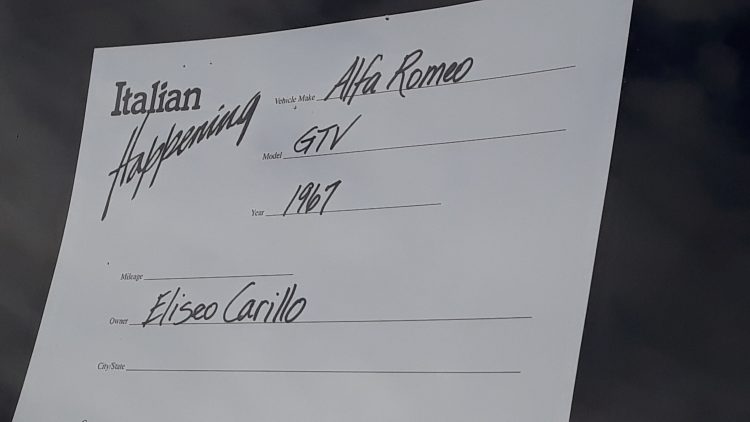 Italian
Happening
Vehicle Make Alfa Romeo
Model GTV
Year 1967
Mileage
Owner Eliseo Carillo
City/State